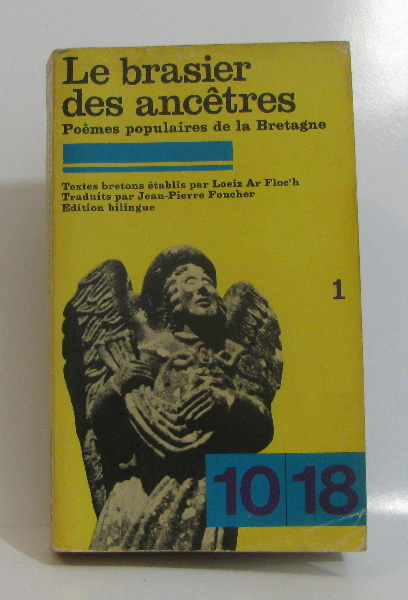 Le brasier
des ancêtres
Poèmes populaires de la Bretagne
Textes bretons établis par Loeiz Ar Floc'h
Traduits par Jean-Pierre Foucher
Edition bilingue
1
10|18